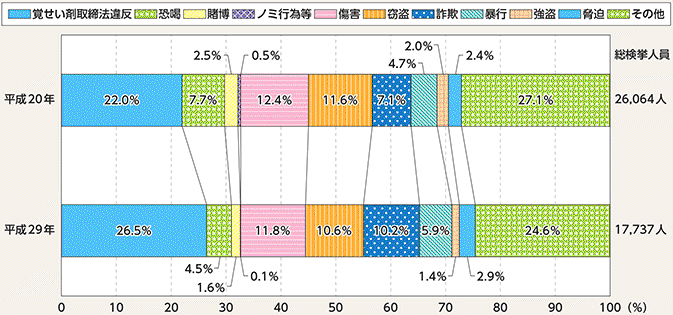 覚せい剤取締法違反 恐喝 賭博 ノミ行為等 傷害 窃盗 詐欺 暴行 強盗 脅迫 その他
総検挙人員
2.5% 0.5% 4.7% 2.0% 2.4%
平成20年 22.0% 7.7% 12.4% 11.6% 7.1% 27.1% 26,064人
平成29年 26.5% 11.8% 10.6% 10.2% 5.9% 24.6% 17,737人
4.5% 1.6% 0.1% 1.4% 2.9%
0 10 20 30 40 50 60 70 80 90 100 (%)